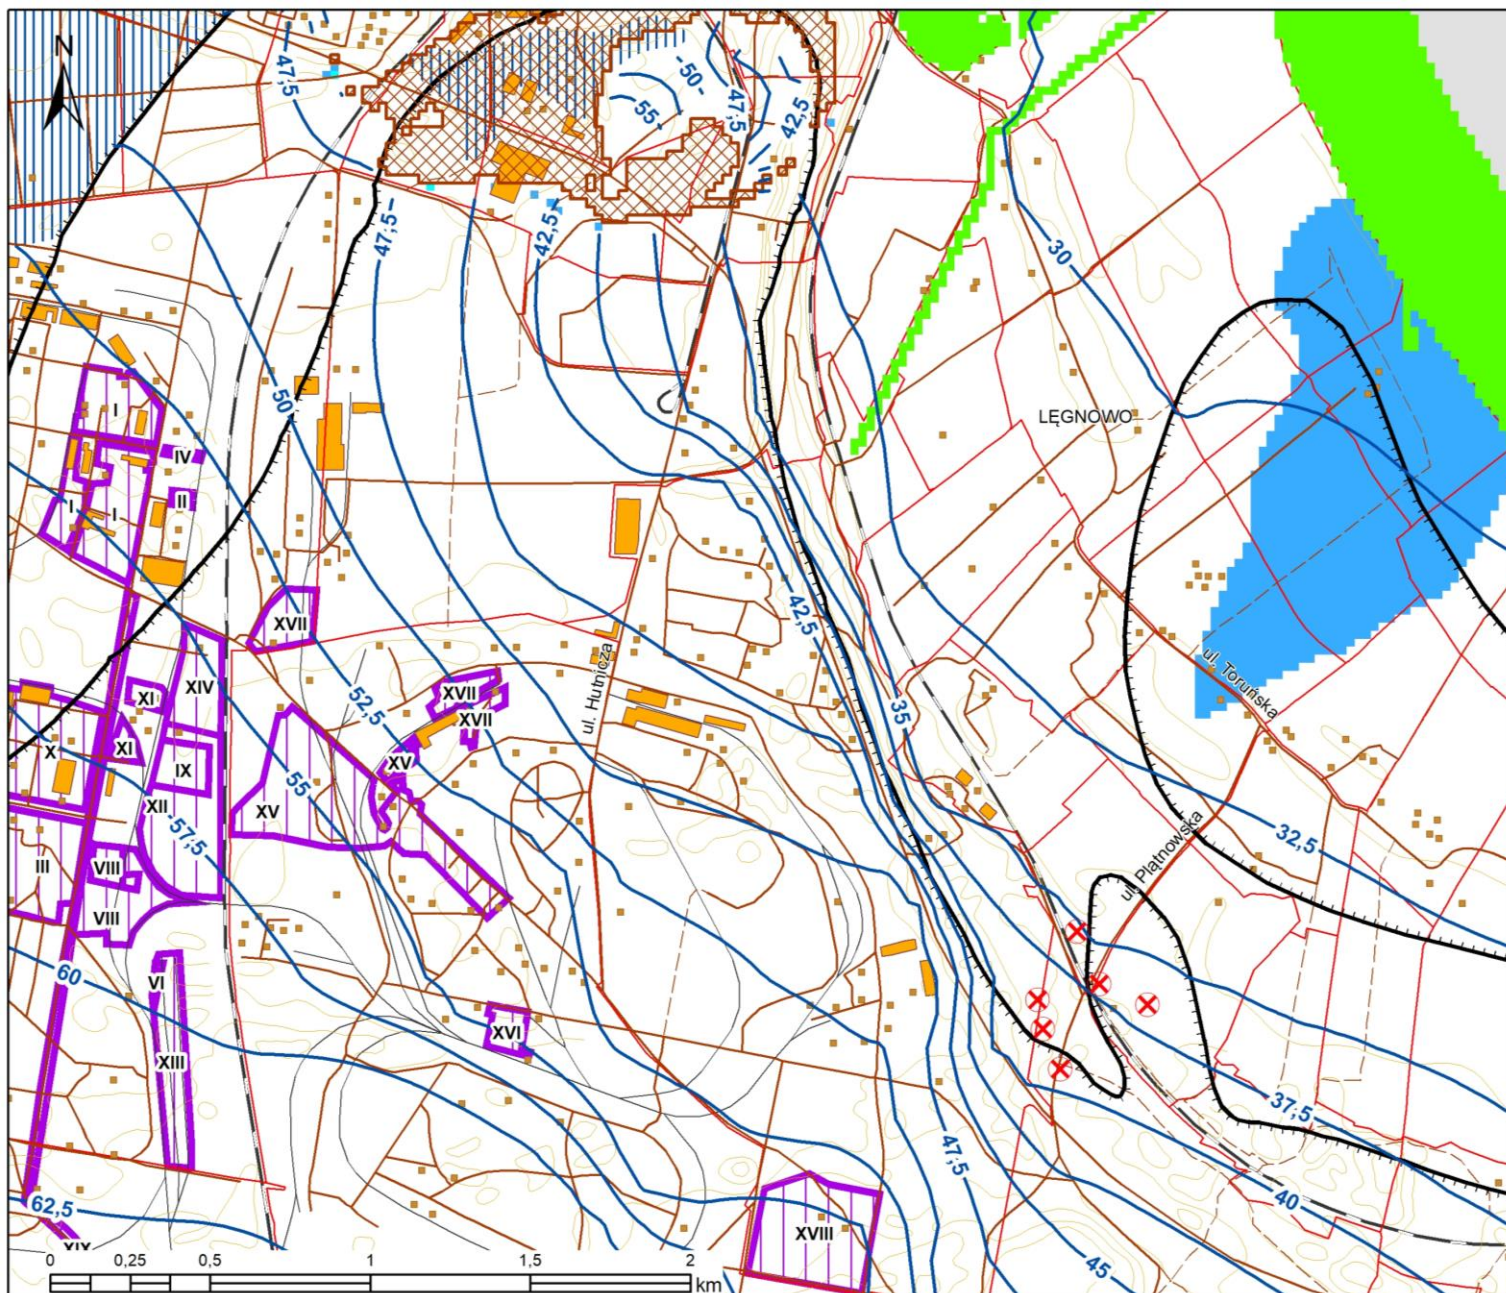 N
47,5
-50-
55-
47,5
42,5
47,5-
42,5-
30
50
LĘGNOWO
I
IV
II
I
I
XVII
42,5
ul. Hutnicza
ul. Toruńska
XIV
XI
52,5
XVII
XVII
35
XI
X
IX
XV
XII
55
XV
-57,5
32,5
ul. Plątnowska
III
VIII
VIII
60
VI
XVI
XIII
37,5
47,5
40
62,5
XVIII
XIX
45
0 0,25 0,5 1 1,5 2
km